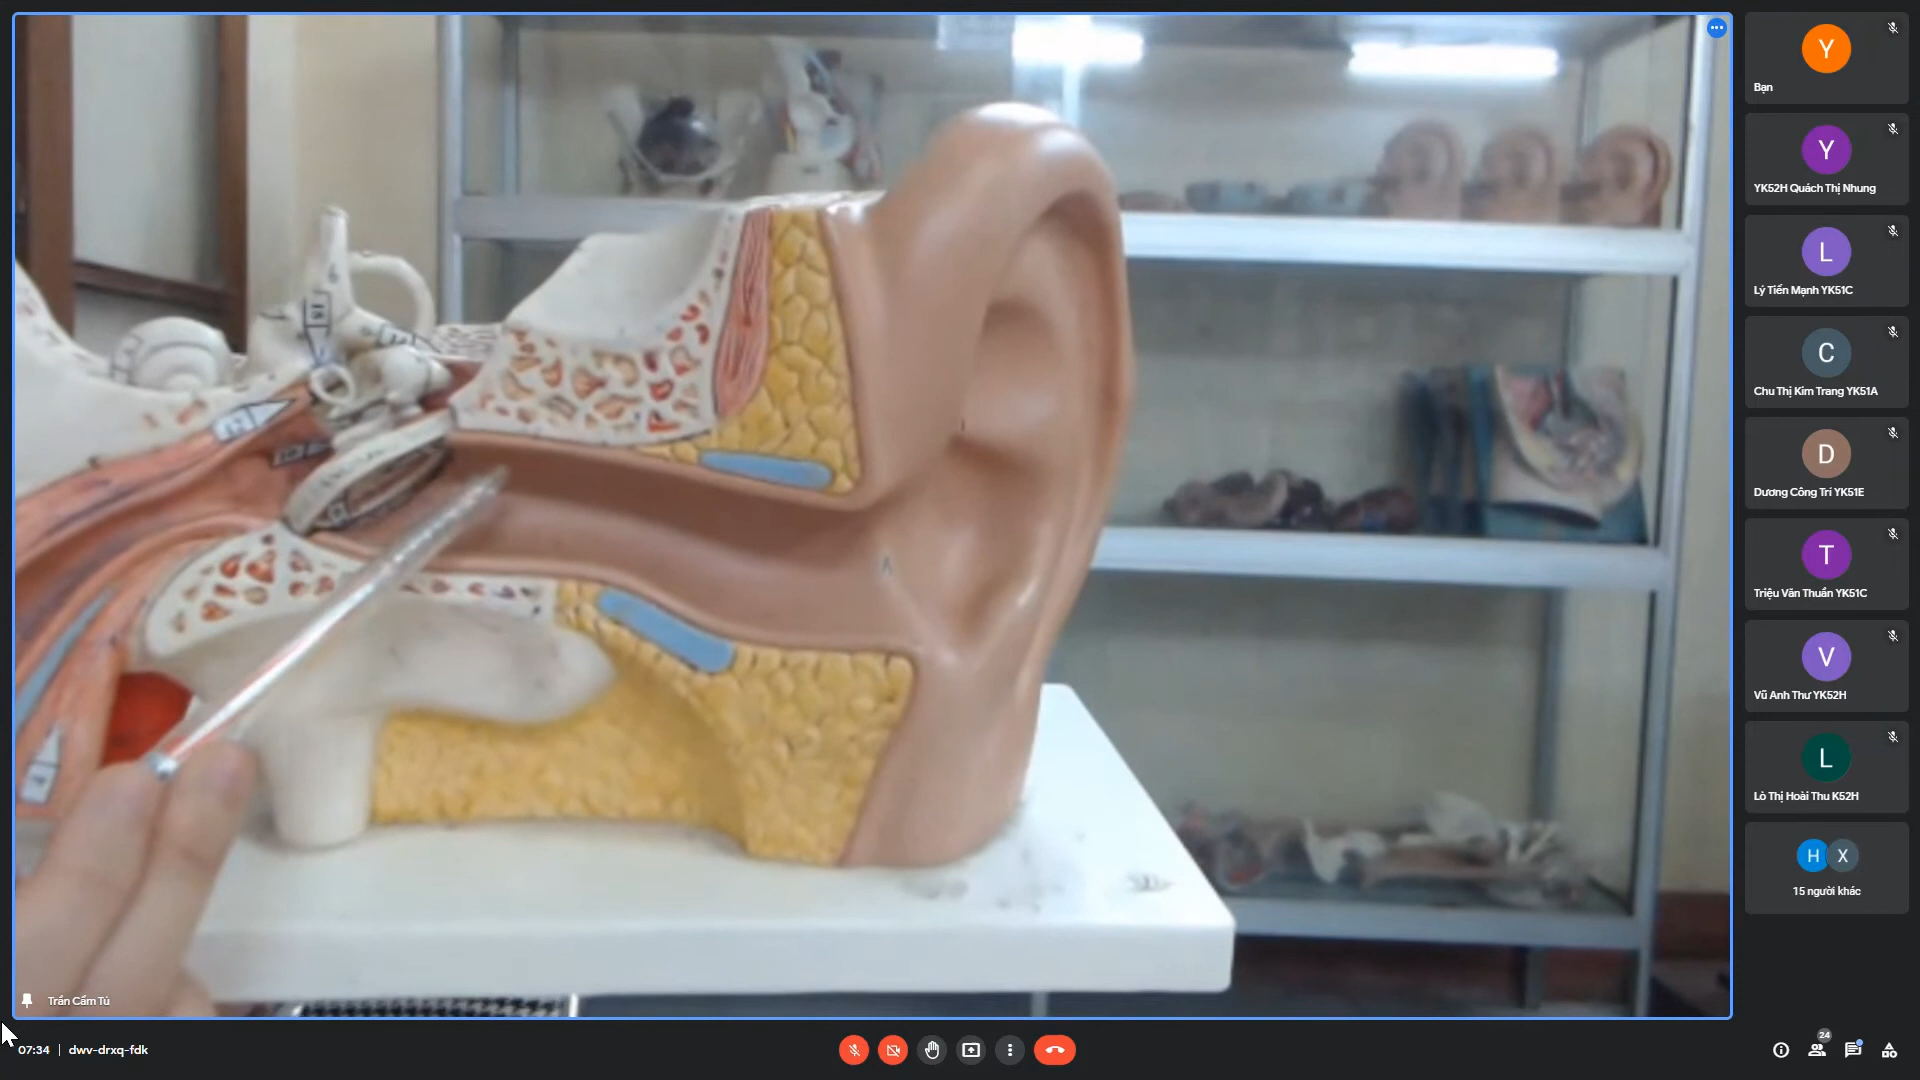 Y
Bạn
Y
YK52H Quách Thị Nhung
L
Lý Tiến Mạnh YK51C
C
Chu Thị Kim Trang YK51A
D
Dương Công Trí YK51E
T
Triệu Văn Thuần YK51C
V
Vũ Anh Thư YK52H
L
Lò Thị Hoài Thu K52H
H X
15 người khác
Trần Cẩm Tú
07:34 | dwv-drxq-fdk
24